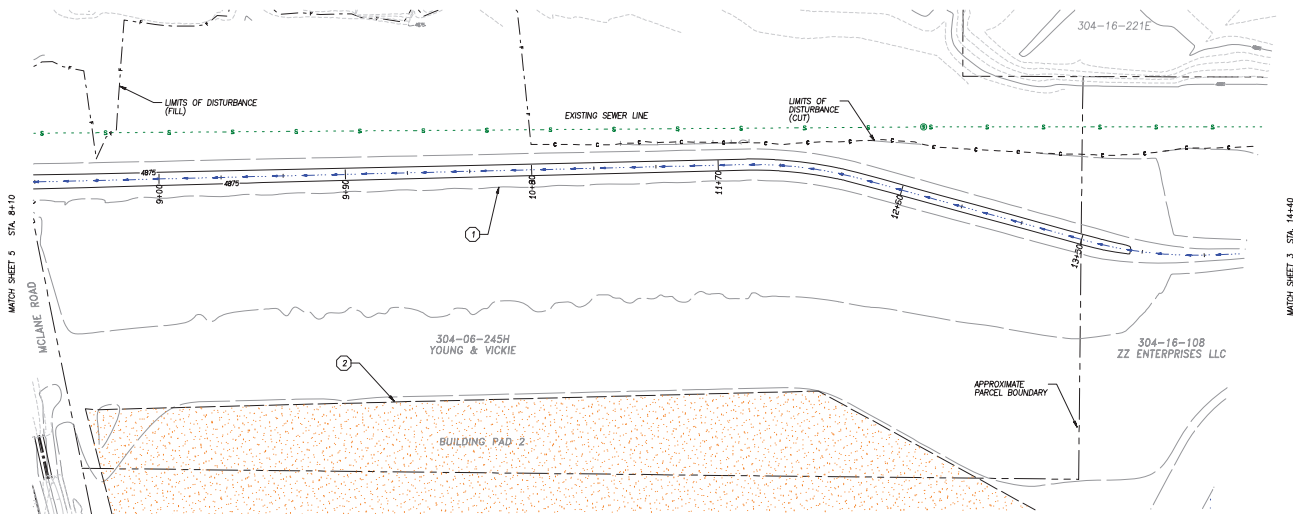 4875
304-16-221E
LIMITS OF DISTURBANCE
(FILL)
LIMITS OF
DISTURBANCE
(CUT)
EXISTING SEWER LINE
S S S S S S S S S S S S S S S S S S S
C C C C C C C C C C C C C C C C
4875
4875
9+00
9+90
10+80
11+70
12+60
13+50
1
MATCH SHEET 5 STA. 8+10
MATCH SHEET 3 STA. 14+40
MCLANE ROAD
304-06-245H
YOUNG & VICKIE
304-16-108
ZZ ENTERPRISES LLC
2
APPROXIMATE
PARCEL BOUNDARY
BUILDING PAD 2